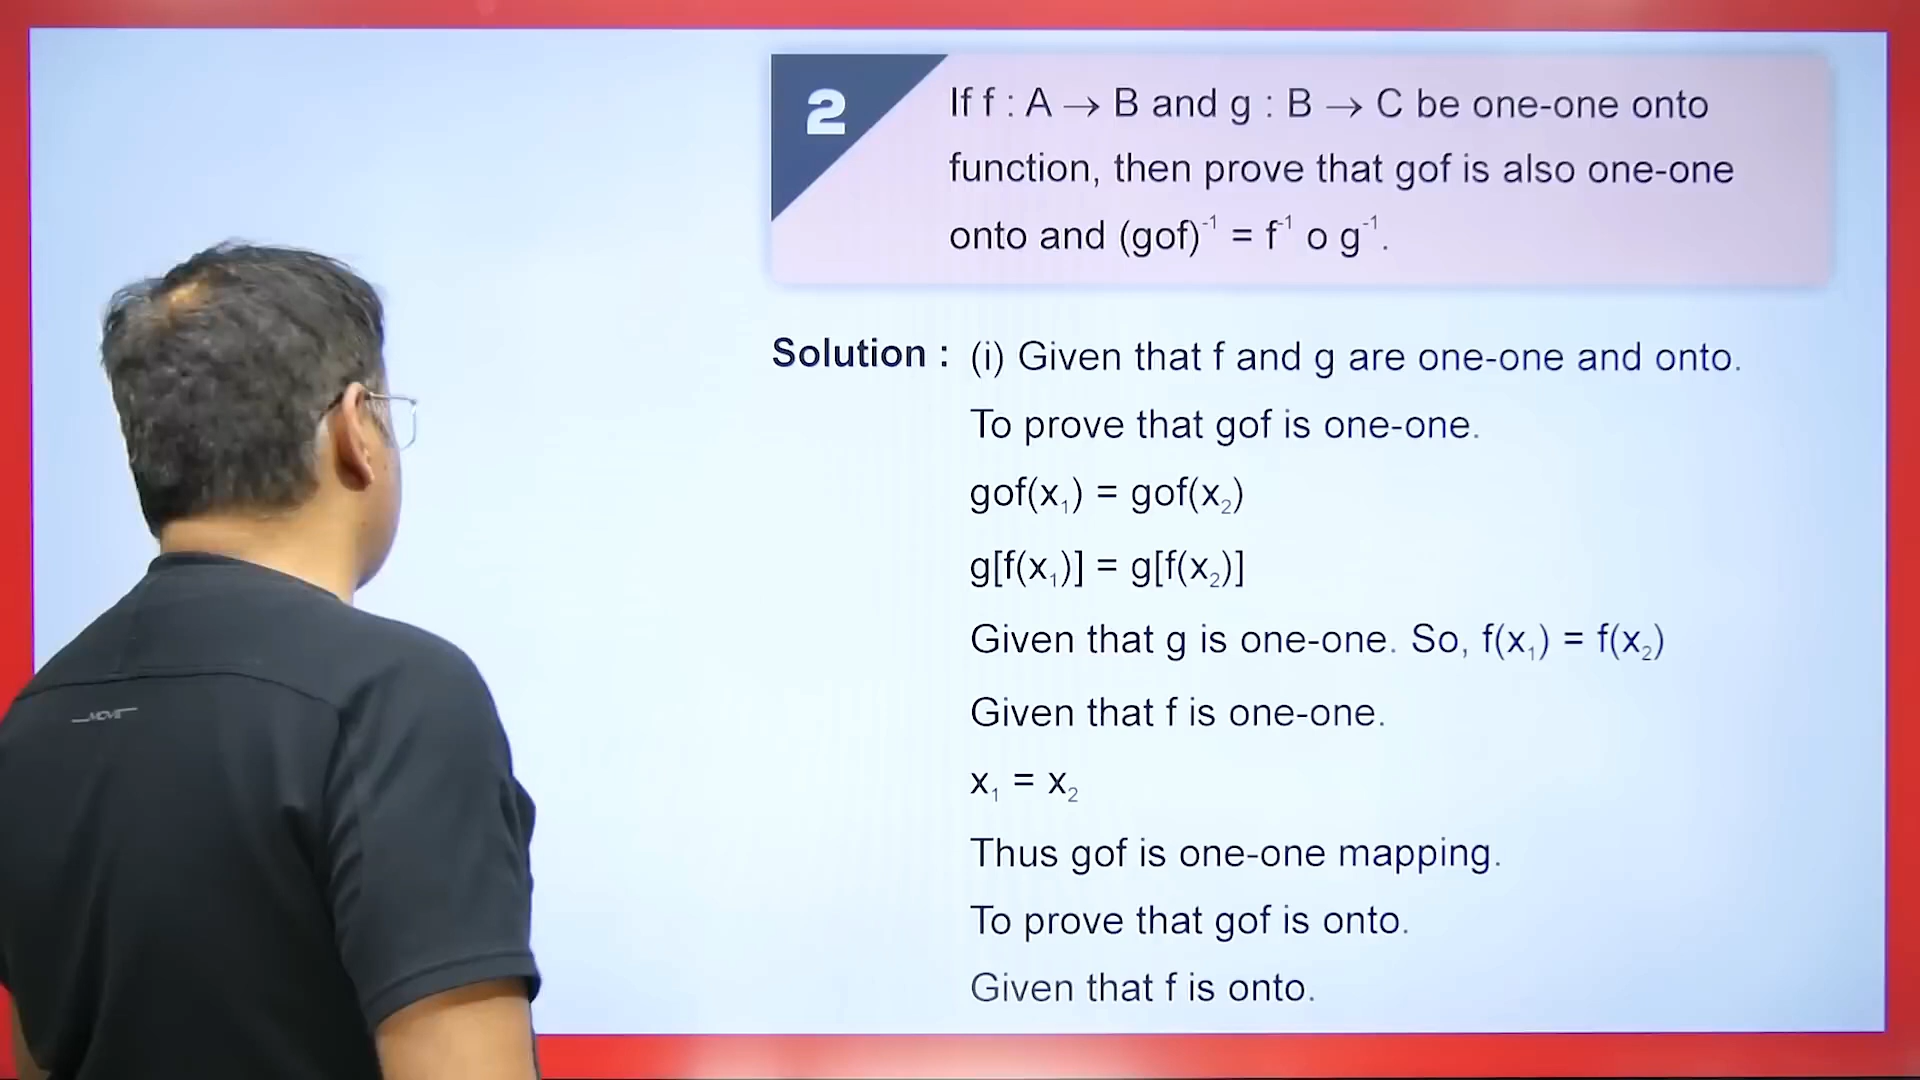 2
If f : A → B and g : B → C be one-one onto
function, then prove that gof is also one-one
onto and (gof)⁻¹ = f⁻¹ o g⁻¹.
Solution : (i) Given that f and g are one-one and onto.
To prove that gof is one-one.
gof(x₁) = gof(x₂)
g[f(x₁)] = g[f(x₂)]
Given that g is one-one. So, f(x₁) = f(x₂)
Given that f is one-one.
x₁ = x₂
Thus gof is one-one mapping.
To prove that gof is onto.
Given that f is onto.